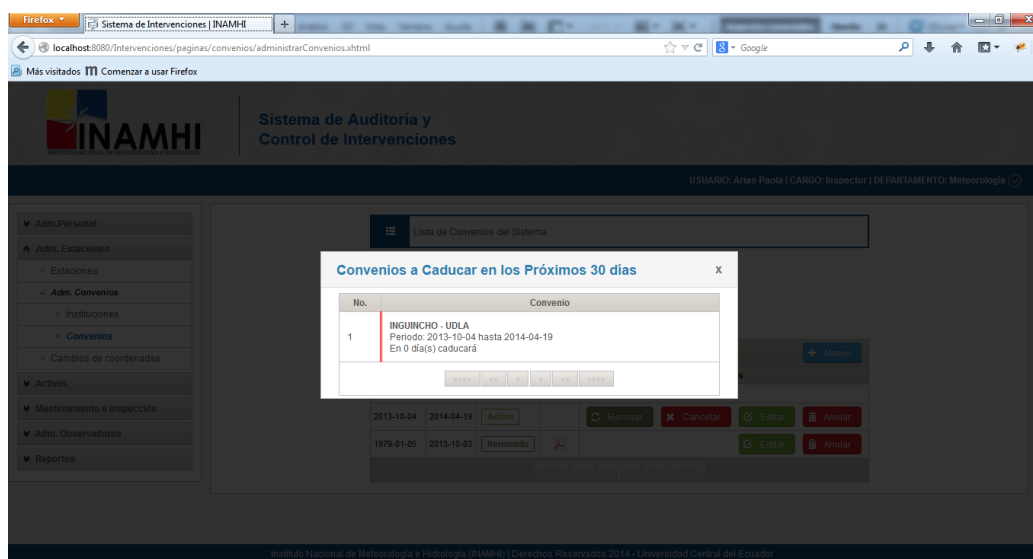 Firefox
Sistema de Intervenciones | INAMHI
localhost:8080/Intervenciones/paginas/convenios/administrarConvenios.xhtml
Google
Más visitados
Comenzar a usar Firefox
INAMHI
INSTITUTO NACIONAL DE METEOROLOGIA E HIDROLOGIA
Sistema de Auditoría y
Control de Intervenciones
USUARIO: Arias Paola | CARGO: Inspector | DEPARTAMENTO: Meteorología
Adm.Personal
Adm. Estaciones
Estaciones
Adm. Convenios
Instituciones
Convenios
Cambios de coordenadas
Activos
Mantenimiento e Inspección
Adm. Observadores
Reportes
Lista de Convenios del Sistema
Convenios a Caducar en los Próximos 30 días
x
No. Convenio
1
INGUINCHO - UDLA
Periodo: 2013-10-04 hasta 2014-04-19
En 0 día(s) caducará
Nuevo
2013-10-04 2014-04-19 Activo Renovar Cancelar Editar Anular
1979-01-05 2013-10-03 Renovado Editar Anular
Instituto Nacional de Meteorología e Hidrología (INAMHI) | Derechos Reservados 2014 - Universidad Central del Ecuador